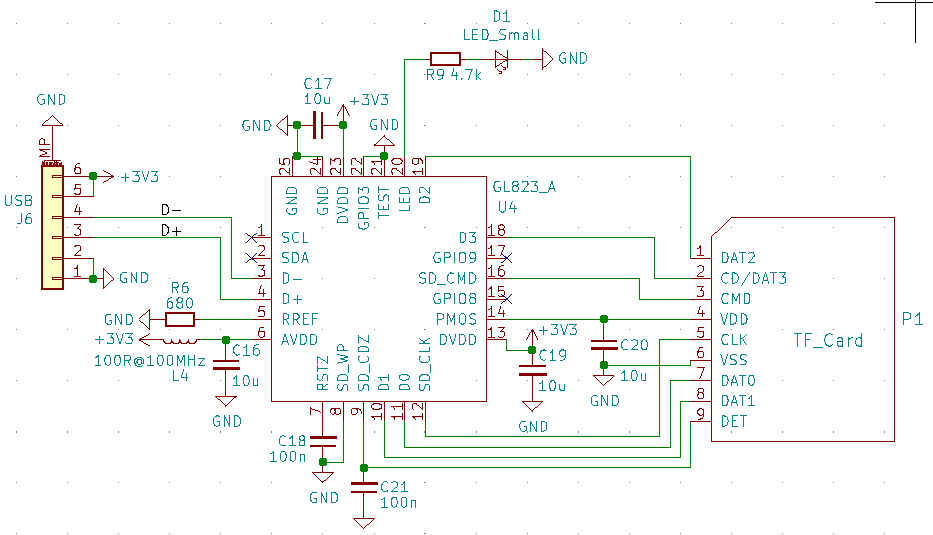 D1
LED_Small
R9 4.7k
GND
C17
10u
+3V3
GND
GND
GND
MP
6
5
4
3
2
1
+3V3
USB
J6
D-
D+
GND
25
24
23
22
21
20
19
GND
GND
DVDD
GPIO3
TEST
LED
D2
GL823_A
U4
1
2
3
4
5
6
SCL
SDA
D-
D+
RREF
AVDD
D3
GPIO9
SD_CMD
GPIO8
PMOS
DVDD
18
17
16
15
14
13
RSTZ
SD_WP
SD_CDZ
D1
D0
SD_CLK
7
8
9
10
11
12
R6
680
GND
+3V3
100R@100MHz
L4
C16
10u
GND
C18
100n
GND
C21
100n
+3V3
C19
10u
GND
C20
10u
GND
1
2
3
4
5
6
7
8
9
DAT2
CD/DAT3
CMD
VDD
CLK
VSS
DAT0
DAT1
DET
TF_Card
P1